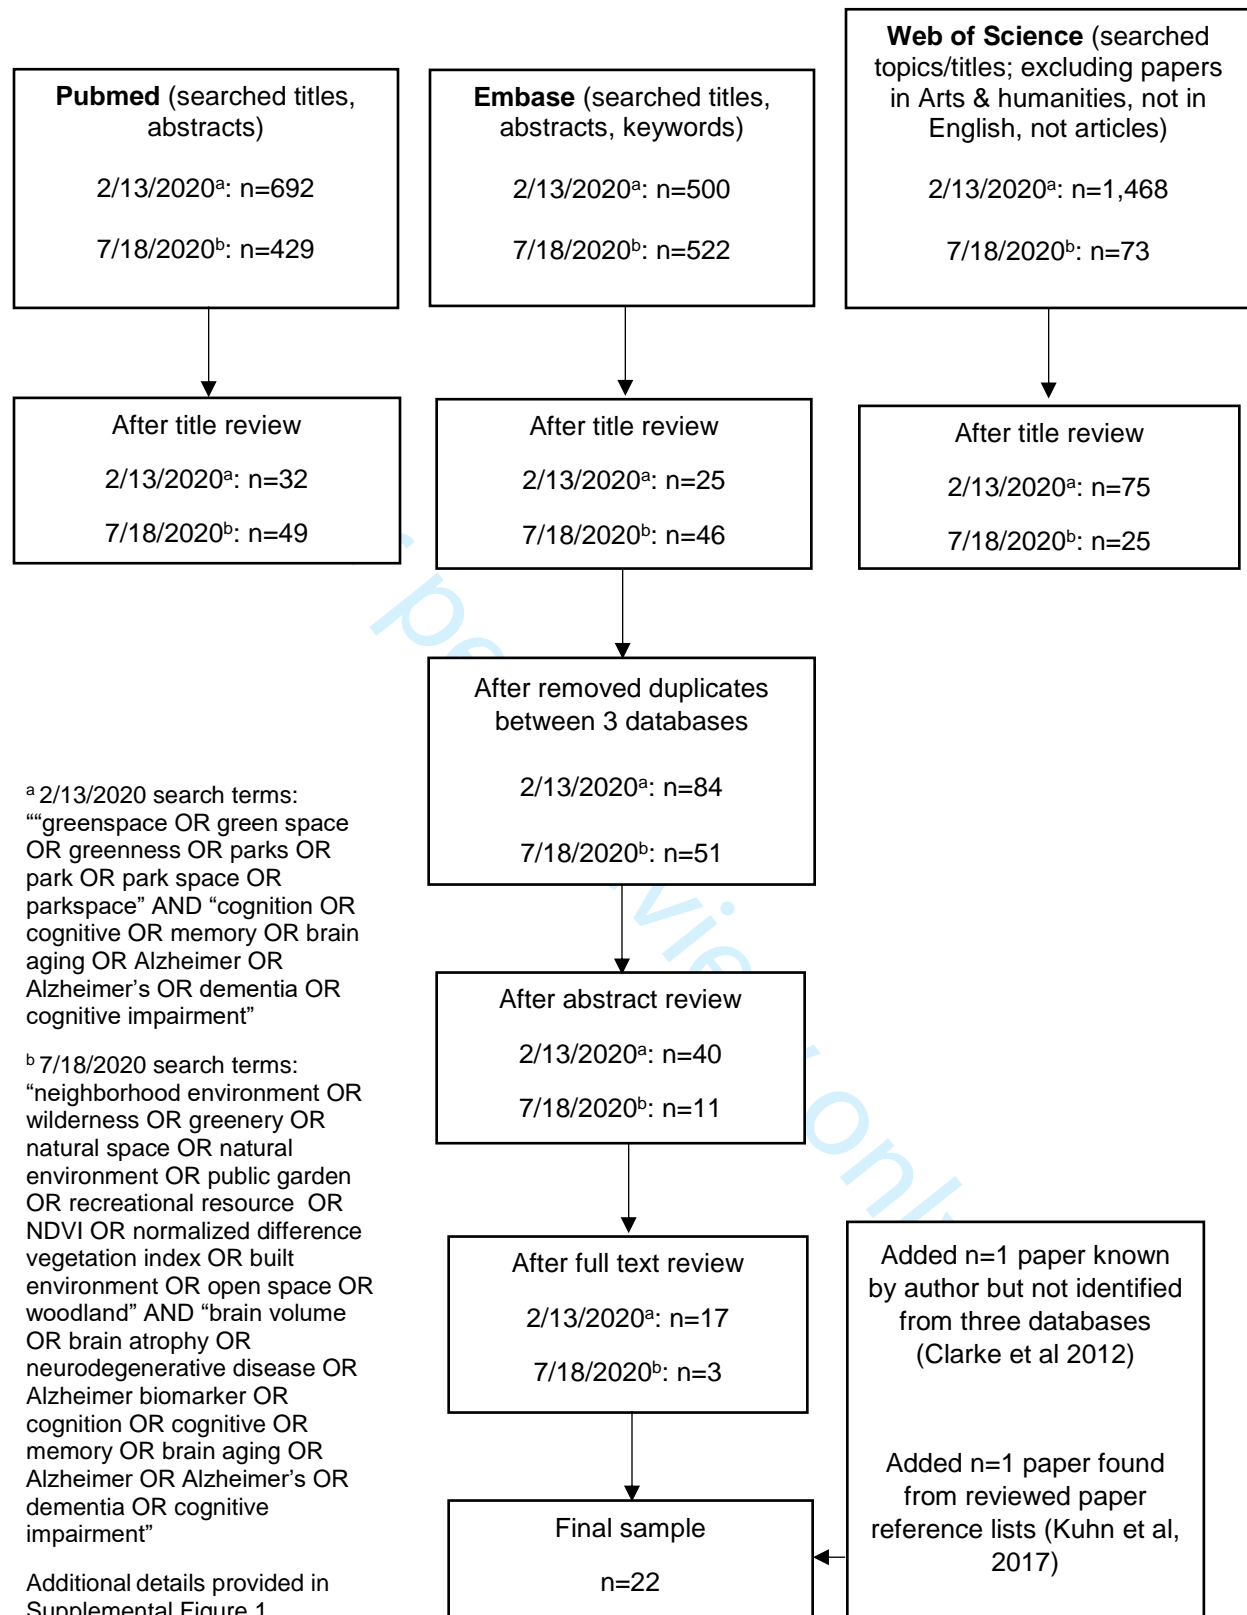 Pubmed (searched titles,
abstracts)
2/13/2020ᵃ: n=692
7/18/2020ᵇ: n=429
Embase (searched titles,
abstracts, keywords)
2/13/2020ᵃ: n=500
7/18/2020ᵇ: n=522
Web of Science (searched
topics/titles; excluding papers
in Arts & humanities, not in
English, not articles)
2/13/2020ᵃ: n=1,468
7/18/2020ᵇ: n=73
After title review
2/13/2020ᵃ: n=32
7/18/2020ᵇ: n=49
After title review
2/13/2020ᵃ: n=25
7/18/2020ᵇ: n=46
After title review
2/13/2020ᵃ: n=75
7/18/2020ᵇ: n=25
After removed duplicates
between 3 databases
2/13/2020ᵃ: n=84
7/18/2020ᵇ: n=51
After abstract review
2/13/2020ᵃ: n=40
7/18/2020ᵇ: n=11
After full text review
2/13/2020ᵃ: n=17
7/18/2020ᵇ: n=3
Added n=1 paper known
by author but not identified
from three databases
(Clarke et al 2012)
Added n=1 paper found
from reviewed paper
reference lists (Kuhn et al,
2017)
Final sample
n=22
ᵃ 2/13/2020 search terms:
““greenspace OR green space
OR greenness OR parks OR
park OR park space OR
parkspace” AND “cognition OR
cognitive OR memory OR brain
aging OR Alzheimer OR
Alzheimer’s OR dementia OR
cognitive impairment”
ᵇ 7/18/2020 search terms:
“neighborhood environment OR
wilderness OR greenery OR
natural space OR natural
environment OR public garden
OR recreational resource OR
NDVI OR normalized difference
vegetation index OR built
environment OR open space OR
woodland” AND “brain volume
OR brain atrophy OR
neurodegenerative disease OR
Alzheimer biomarker OR
cognition OR cognitive OR
memory OR brain aging OR
Alzheimer OR Alzheimer’s OR
dementia OR cognitive
impairment”
Additional details provided in
Supplemental Figure 1